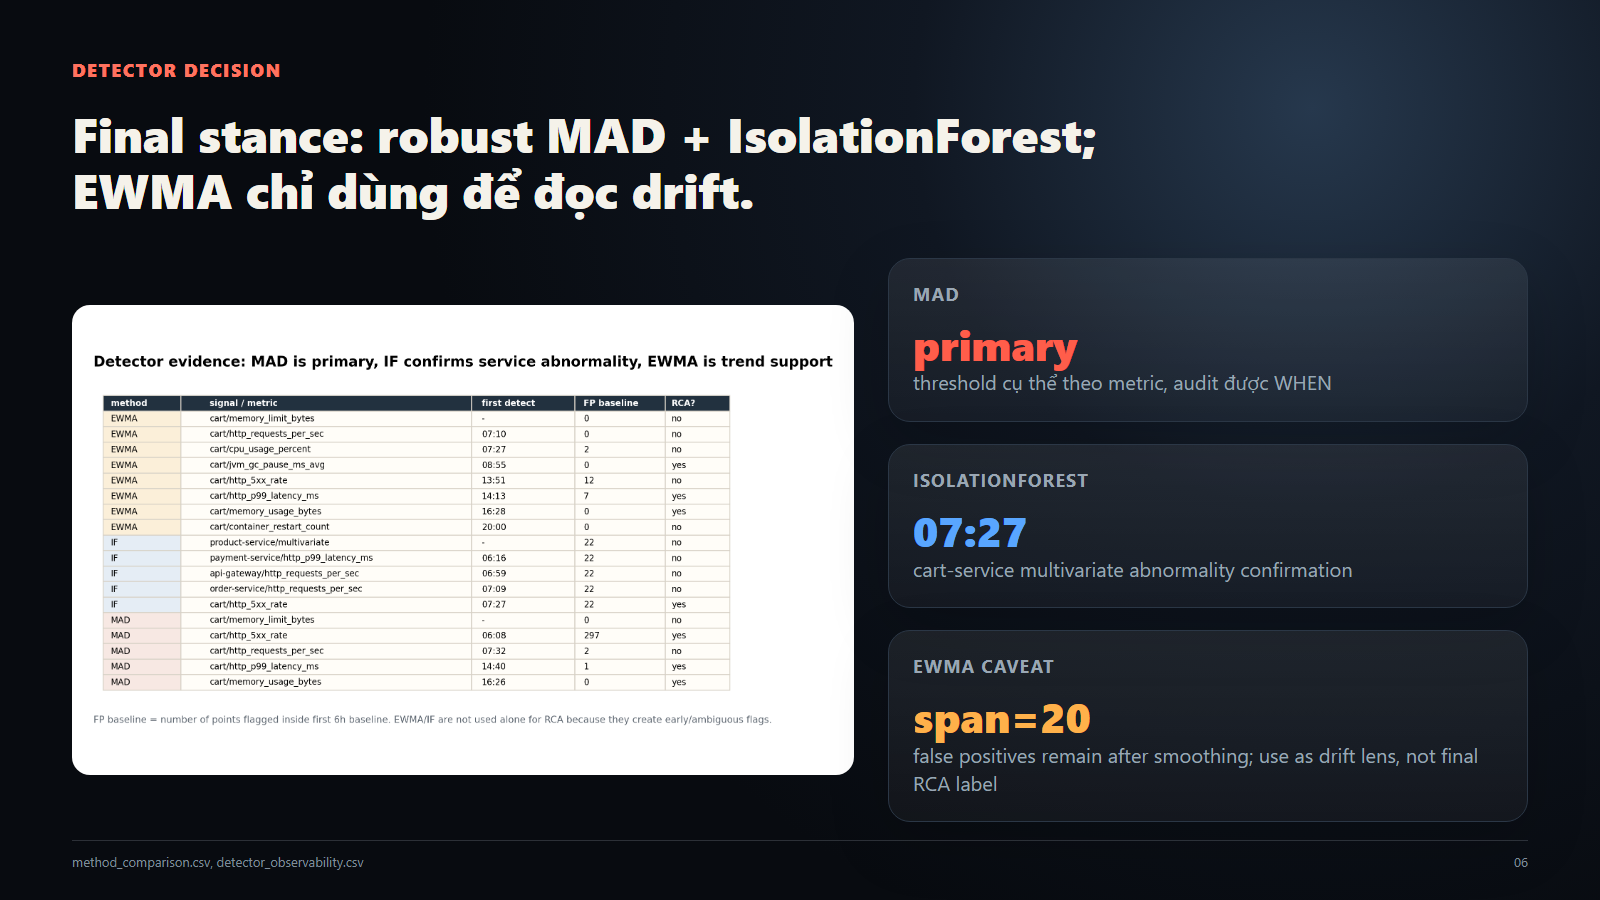 DETECTOR DECISION
Final stance: robust MAD + IsolationForest;
EWMA chỉ dùng để đọc drift.
Detector evidence: MAD is primary, IF confirms service abnormality, EWMA is trend support
method signal / metric first detect FP baseline RCA?
EWMA cart/memory_limit_bytes - 0 no
EWMA cart/http_requests_per_sec 07:10 0 no
EWMA cart/cpu_usage_percent 07:27 2 no
EWMA cart/jvm_gc_pause_ms_avg 08:55 0 yes
EWMA cart/http_5xx_rate 13:51 12 no
EWMA cart/http_p99_latency_ms 14:13 7 yes
EWMA cart/memory_usage_bytes 16:28 0 yes
EWMA cart/container_restart_count 20:00 0 no
IF product-service/multivariate - 22 no
IF payment-service/http_p99_latency_ms 06:16 22 no
IF api-gateway/http_requests_per_sec 06:59 22 no
IF order-service/http_requests_per_sec 07:09 22 no
IF cart/http_5xx_rate 07:27 22 yes
MAD cart/memory_limit_bytes - 0 no
MAD cart/http_5xx_rate 06:08 297 yes
MAD cart/http_requests_per_sec 07:32 2 no
MAD cart/http_p99_latency_ms 14:40 1 yes
MAD cart/memory_usage_bytes 16:26 0 yes
FP baseline = number of points flagged inside first 6h baseline. EWMA/IF are not used alone for RCA because they create early/ambiguous flags.
MAD
primary
threshold cụ thể theo metric, audit được WHEN
ISOLATIONFOREST
07:27
cart-service multivariate abnormality confirmation
EWMA CAVEAT
span=20
false positives remain after smoothing; use as drift lens, not final
RCA label
method_comparison.csv, detector_observability.csv
06